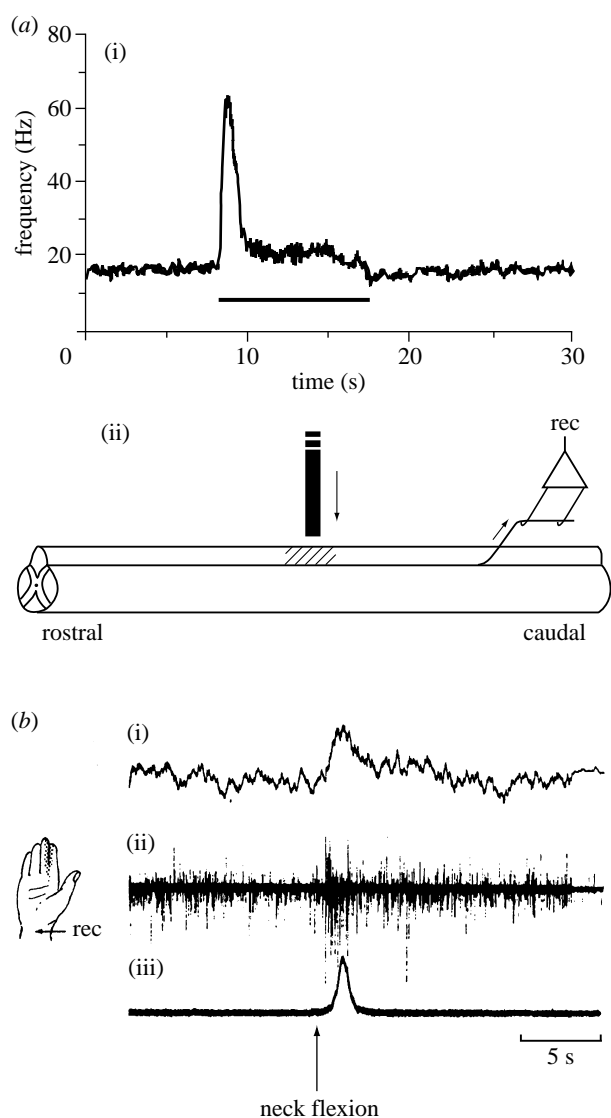 (a)
(i)
80
60
40
20
0
frequency (Hz)
10
20
30
time (s)
(ii)
rec
rostral
caudal
(b)
(i)
(ii)
rec
(iii)
5 s
neck flexion